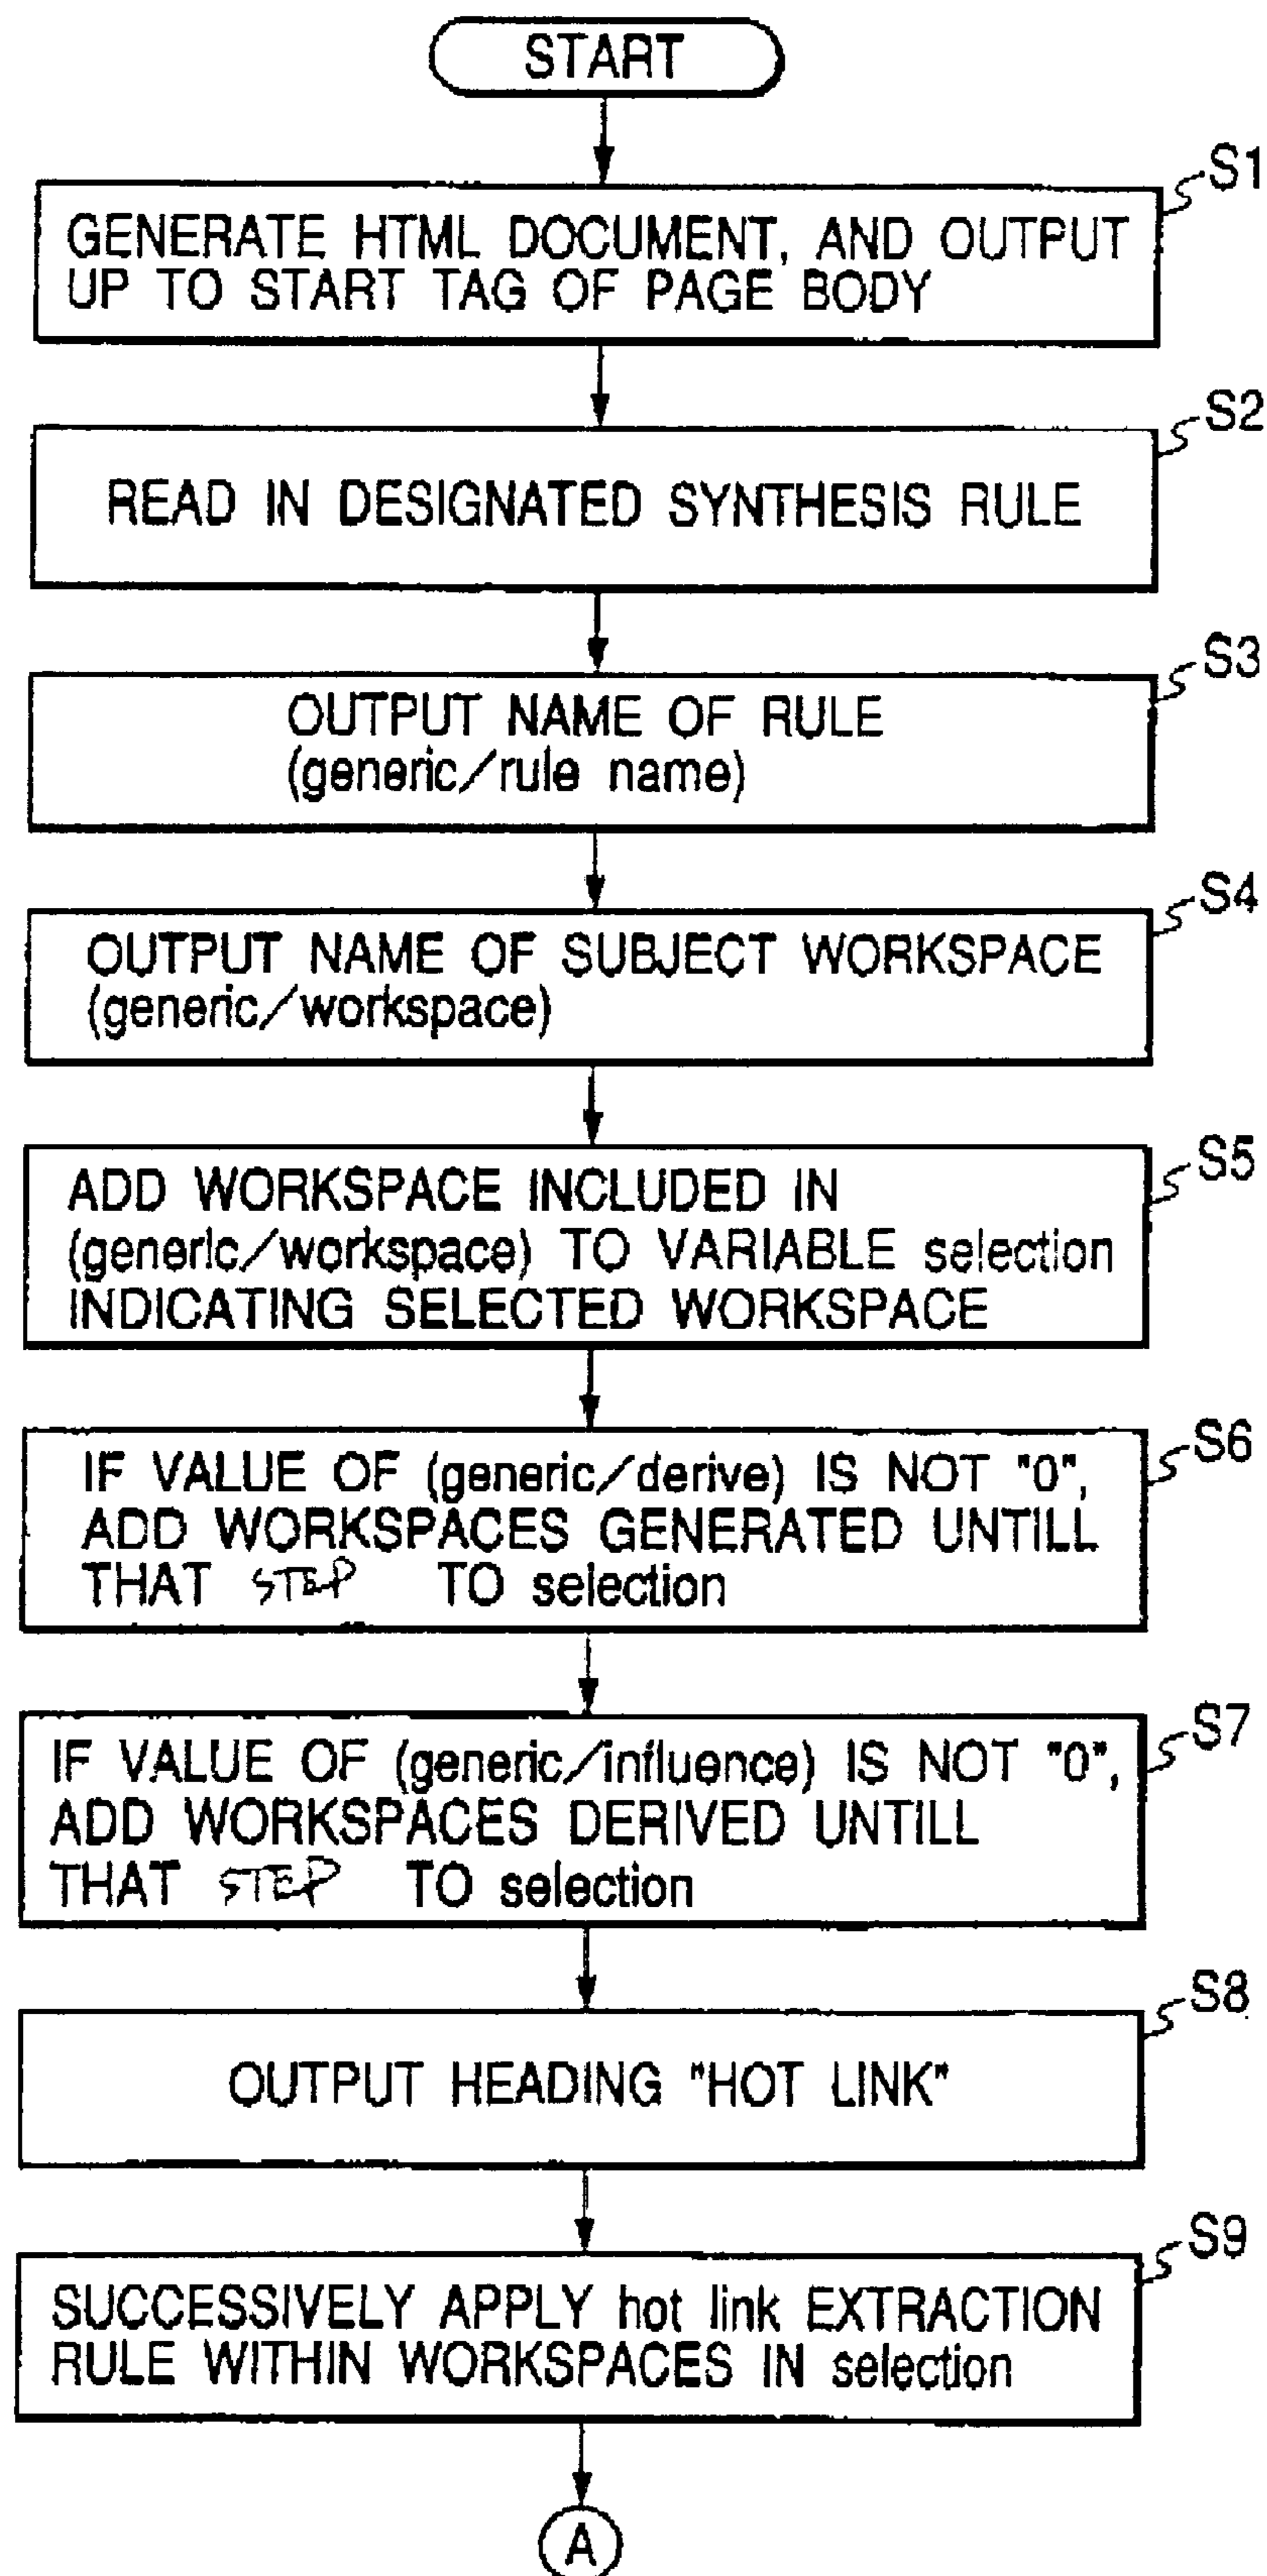 START
S1
GENERATE HTML DOCUMENT, AND OUTPUT
UP TO START TAG OF PAGE BODY
S2
READ IN DESIGNATED SYNTHESIS RULE
S3
OUTPUT NAME OF RULE
(generic/rule name)
S4
OUTPUT NAME OF SUBJECT WORKSPACE
(generic/workspace)
S5
ADD WORKSPACE INCLUDED IN
(generic/workspace) TO VARIABLE selection
INDICATING SELECTED WORKSPACE
S6
IF VALUE OF (generic/derive) IS NOT "0",
ADD WORKSPACES GENERATED UNTILL
THAT STEP TO selection
S7
IF VALUE OF (generic/influence) IS NOT "0",
ADD WORKSPACES DERIVED UNTILL
THAT STEP TO selection
S8
OUTPUT HEADING "HOT LINK"
S9
SUCCESSIVELY APPLY hot link EXTRACTION
RULE WITHIN WORKSPACES IN selection
A